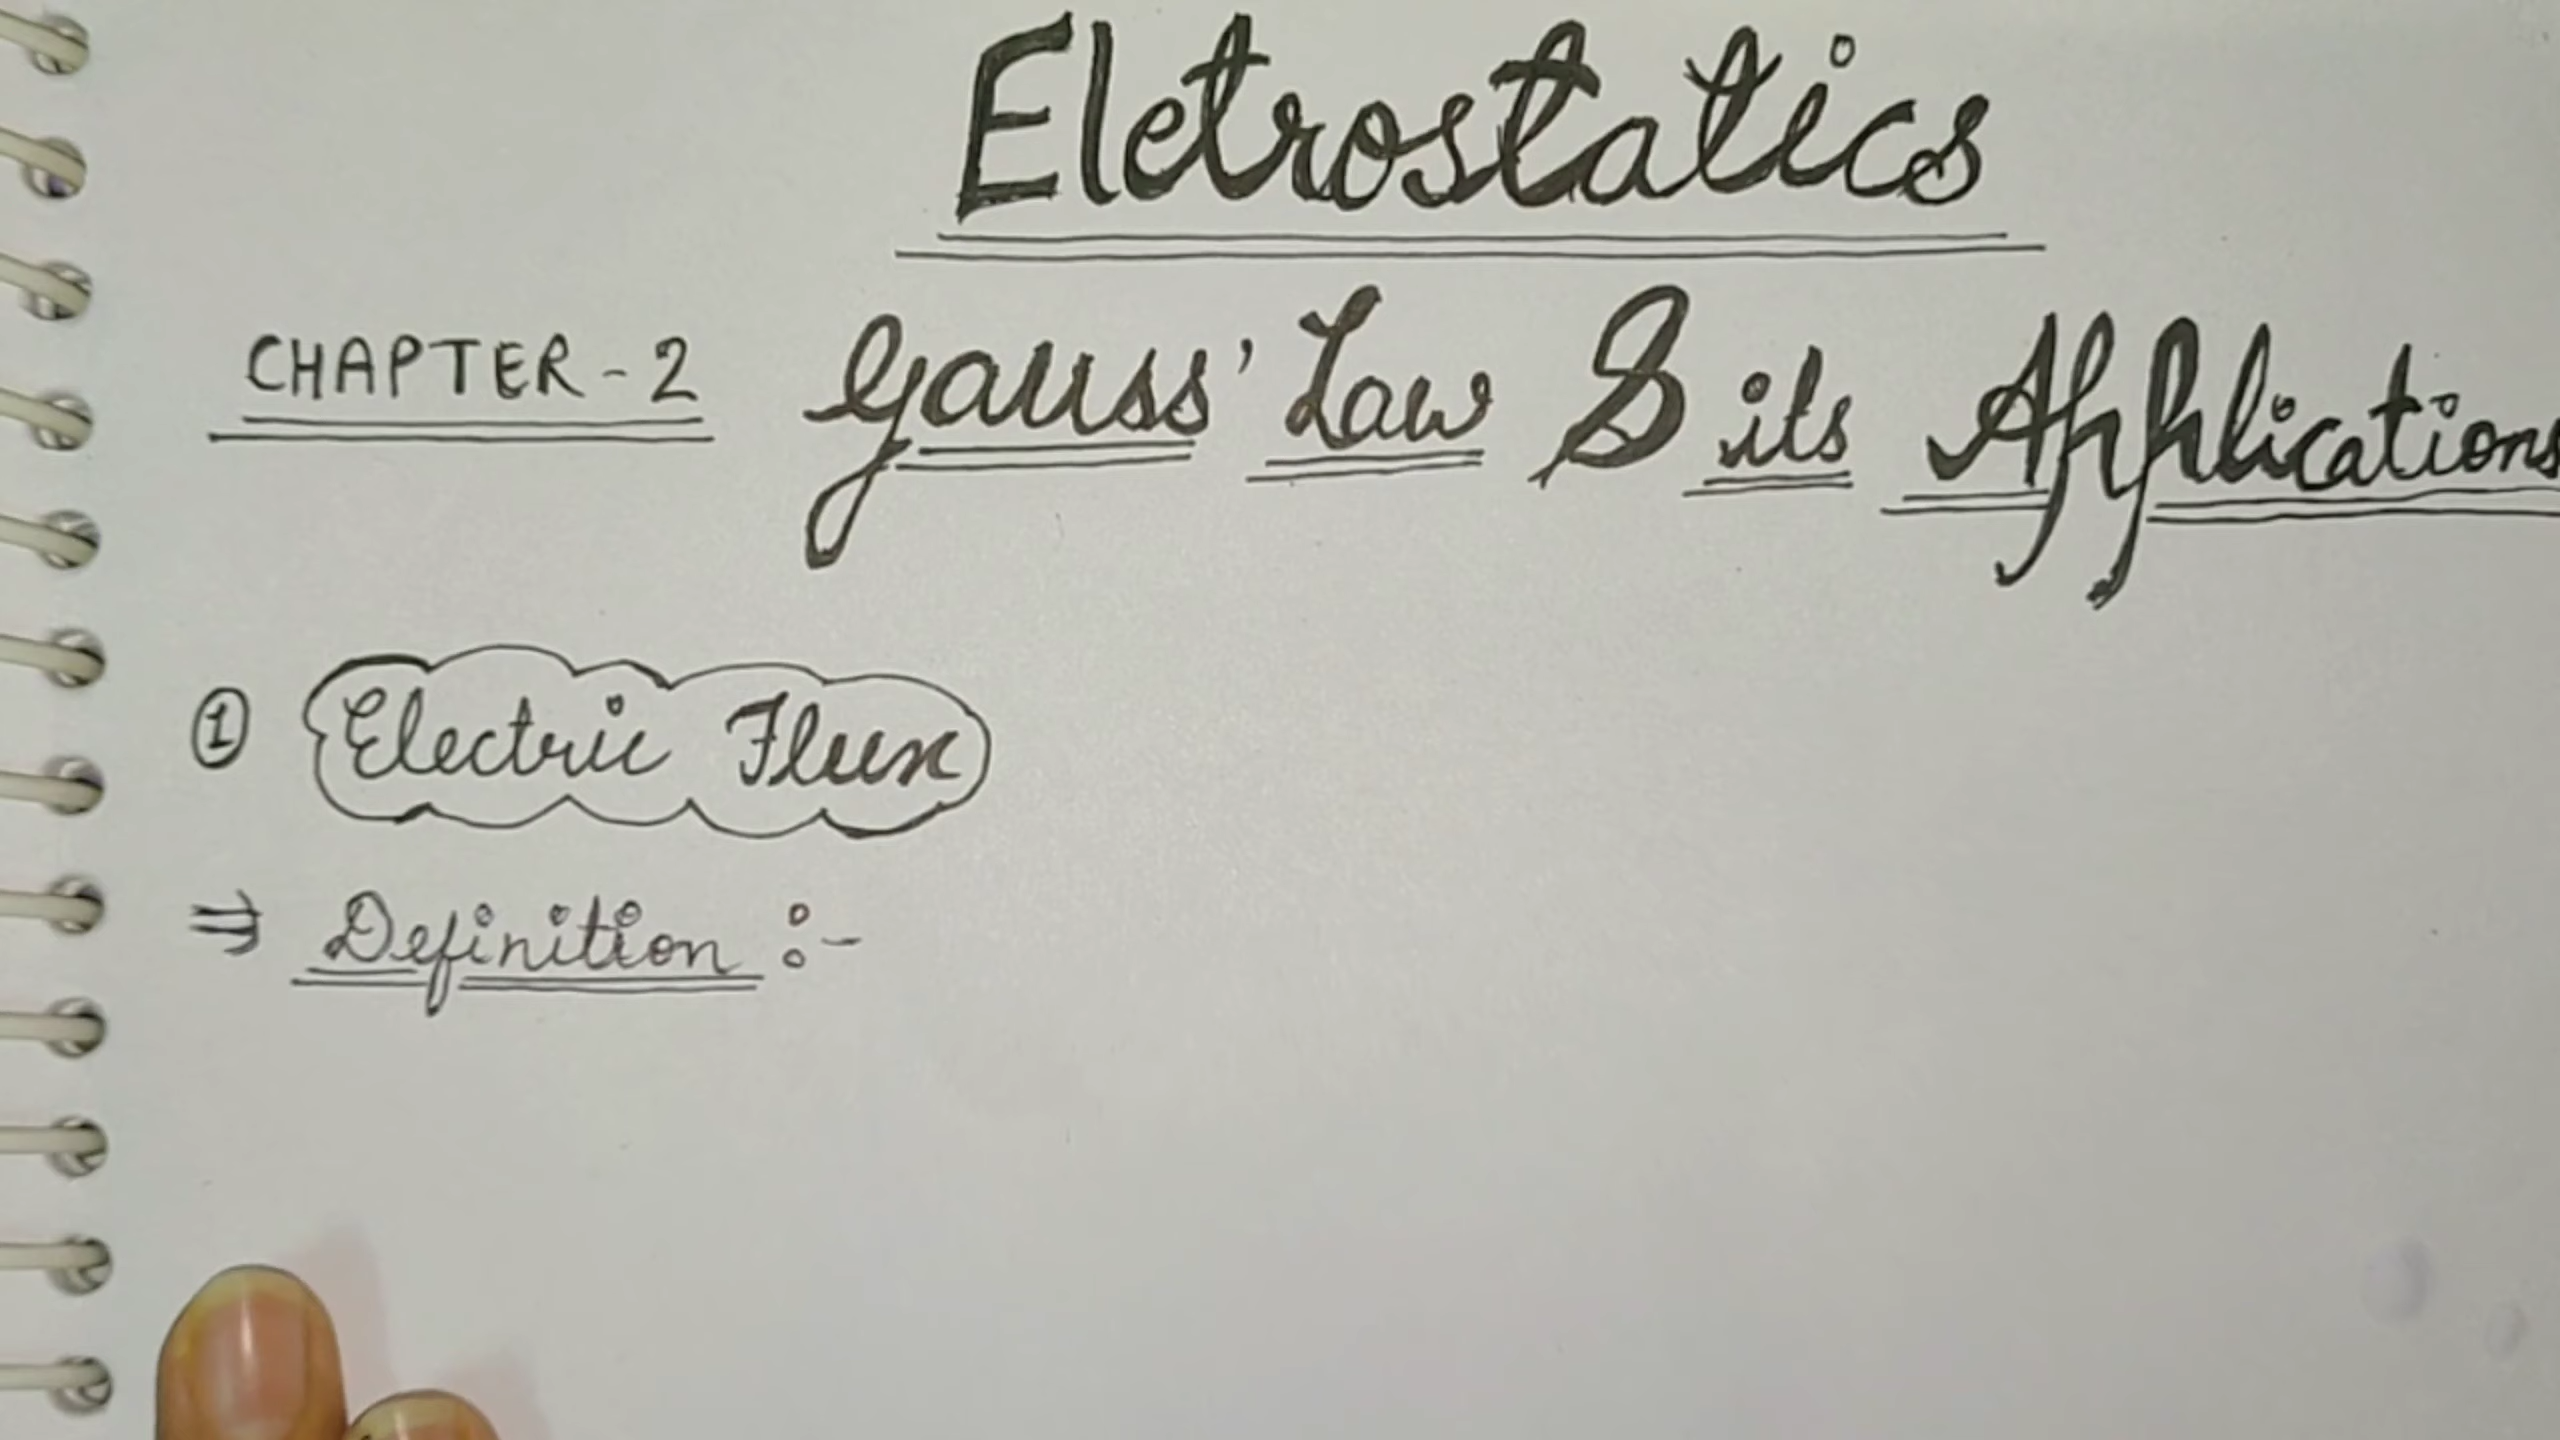 Eletrostatics
CHAPTER - 2 Gauss' Law & its Applications
① Electric Flux
⇒ Definition :-